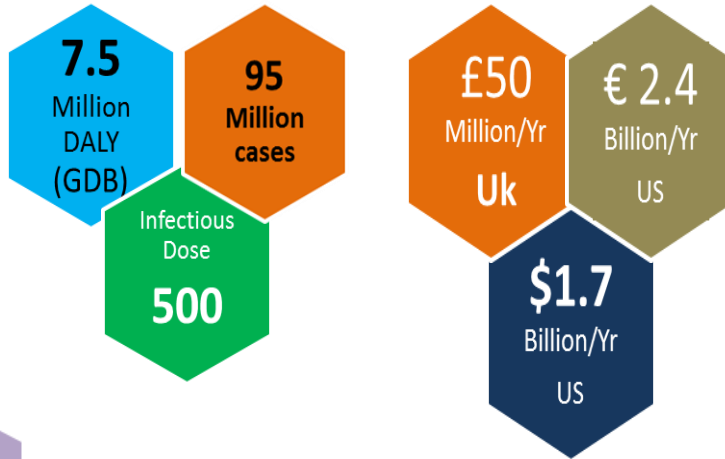 7.5
Million
DALY
(GDB)
95
Million
cases
Infectious
Dose
500
£50
Million/Yr
Uk
€ 2.4
Billion/Yr
US
$1.7
Billion/Yr
US